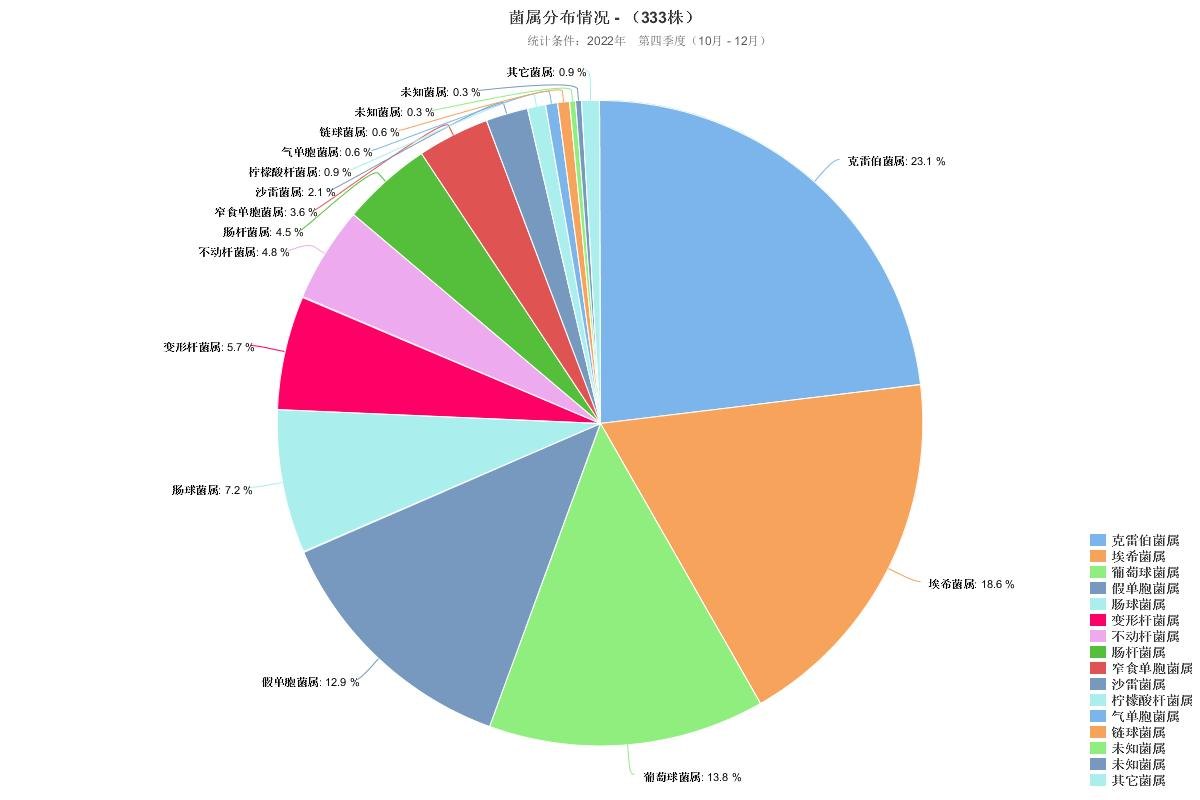 菌属分布情况 - （333株）
统计条件：2022年　第四季度（10月 - 12月）
其它菌属: 0.9 %
未知菌属: 0.3 %
未知菌属: 0.3 %
链球菌属: 0.6 %
气单胞菌属: 0.6 %
柠檬酸杆菌属: 0.9 %
沙雷菌属: 2.1 %
窄食单胞菌属: 3.6 %
肠杆菌属: 4.5 %
不动杆菌属: 4.8 %
变形杆菌属: 5.7 %
肠球菌属: 7.2 %
假单胞菌属: 12.9 %
葡萄球菌属: 13.8 %
埃希菌属: 18.6 %
克雷伯菌属: 23.1 %
克雷伯菌属
埃希菌属
葡萄球菌属
假单胞菌属
肠球菌属
变形杆菌属
不动杆菌属
肠杆菌属
窄食单胞菌属
沙雷菌属
柠檬酸杆菌属
气单胞菌属
链球菌属
未知菌属
未知菌属
其它菌属